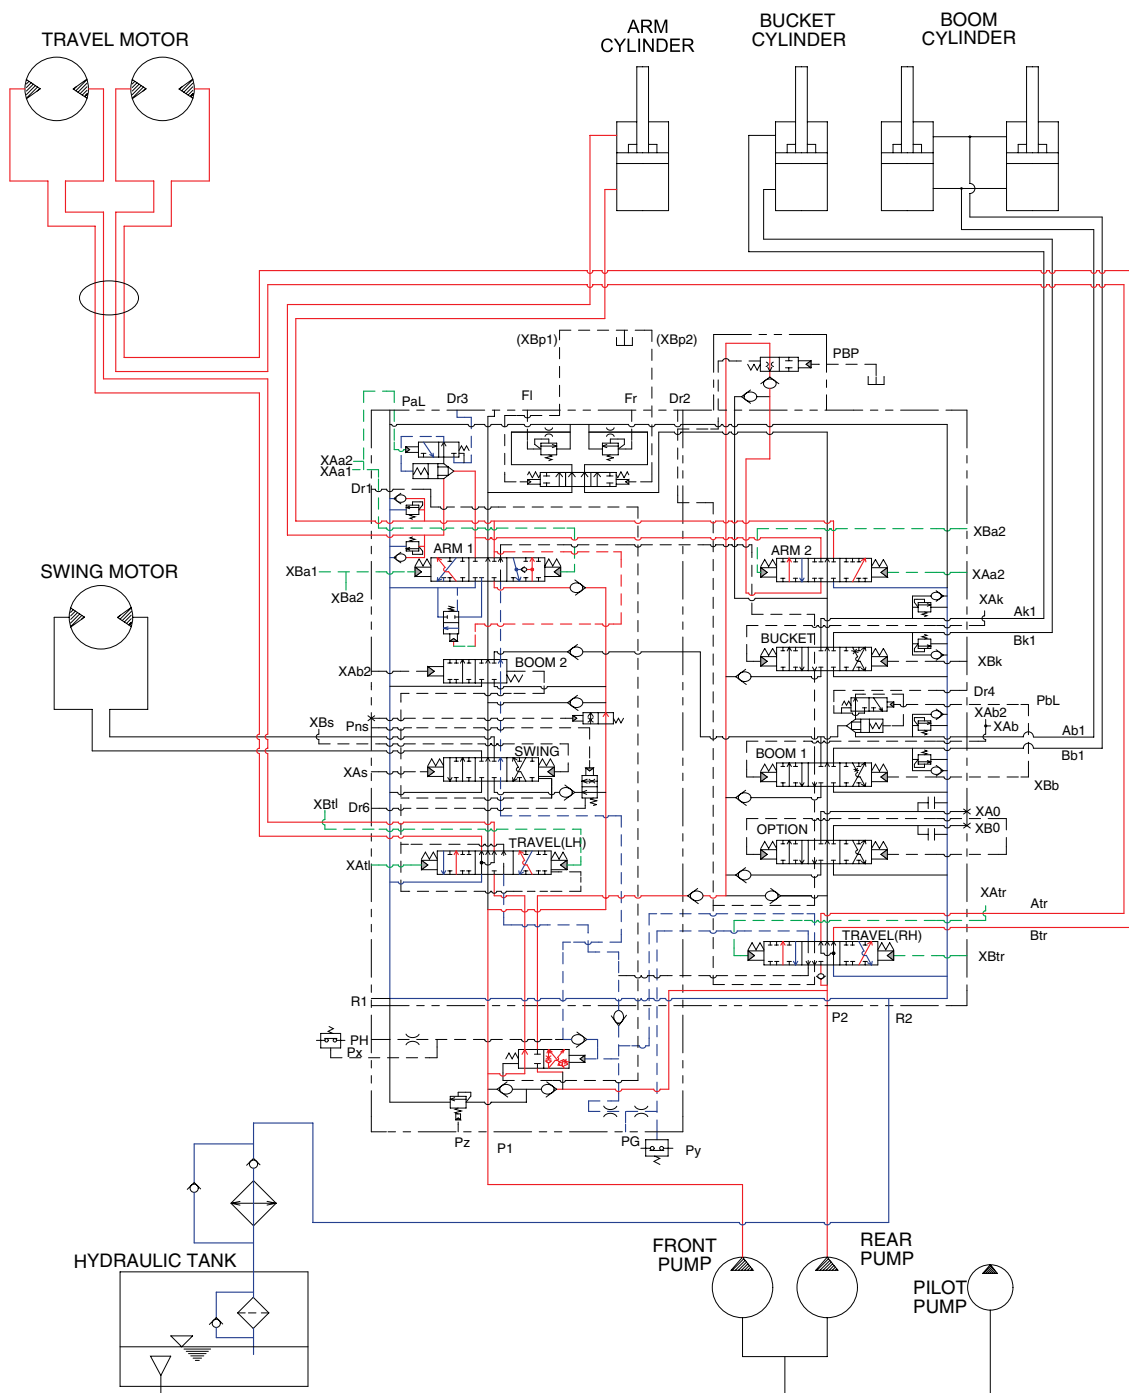 TRAVEL MOTOR
ARM
CYLINDER
BUCKET
CYLINDER
BOOM
CYLINDER
(XBp1)
(XBp2)
PBP
PaL
Dr3
Fl
Fr
Dr2
XAa2
XAa1
Dr1
XBa2
ARM 1
ARM 2
SWING MOTOR
XBa1
XAa2
XBa2
XAk
Ak1
BUCKET
Bk1
BOOM 2
XAb2
XBk
Dr4
PbL
XAb2
XBs
Pns
XAb
Ab1
SWING
BOOM 1
Bb1
XAs
XBb
XBtl
Dr6
XA0
OPTION
XB0
TRAVEL(LH)
XAtl
XAtr
Atr
TRAVEL(RH)
Btr
XBtr
R1
P2
R2
PH
Px
Pz
P1
PG
Py
HYDRAULIC TANK
FRONT
PUMP
REAR
PUMP
PILOT
PUMP